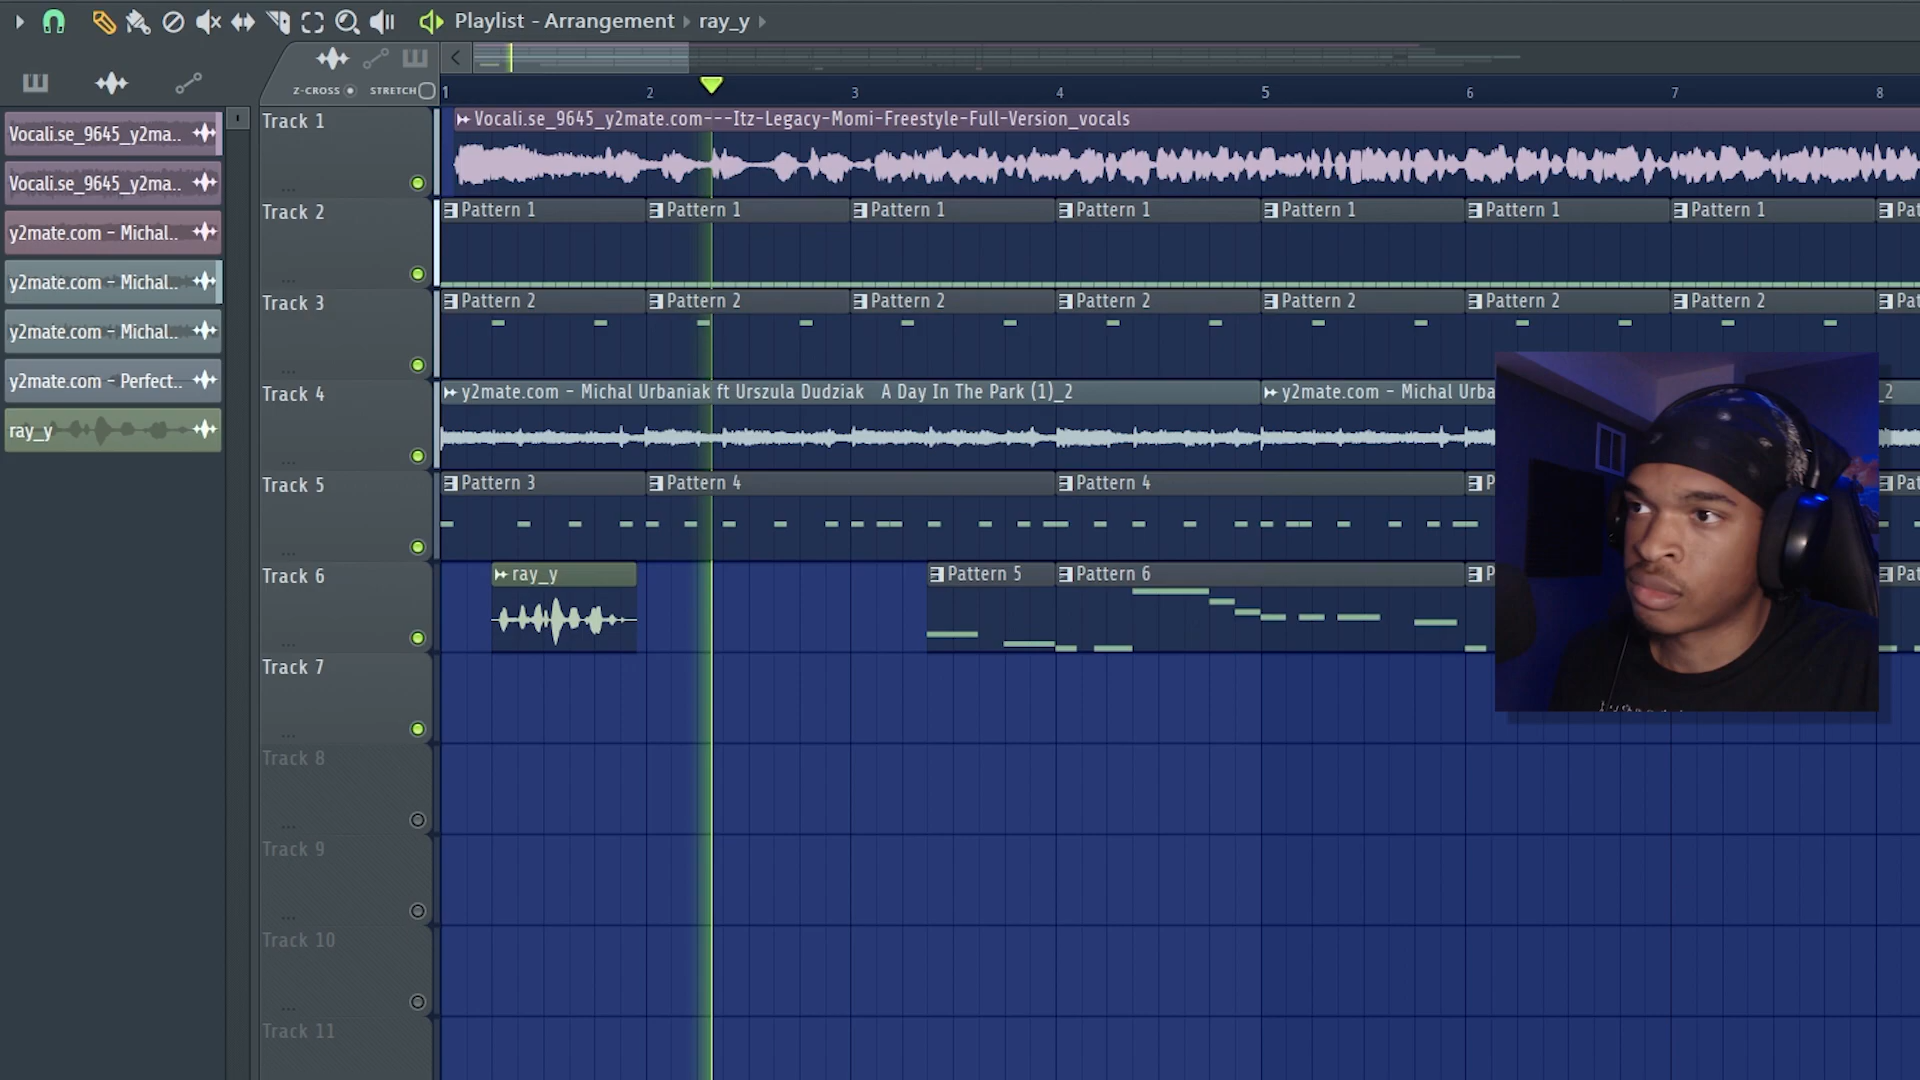 Playlist - Arrangement ray_y
Z-CROSS STRETCH
1 2 3 4 5 6 7 8
Vocali.se_9645_y2ma..
Vocali.se_9645_y2ma..
y2mate.com - Michal..
y2mate.com - Michal..
y2mate.com - Michal..
y2mate.com - Perfect..
ray_y
Track 1
Vocali.se_9645_y2mate.com---Itz-Legacy-Momi-Freestyle-Full-Version_vocals
Track 2
Pattern 1 Pattern 1 Pattern 1 Pattern 1 Pattern 1 Pattern 1 Pattern 1 Pat
Track 3
Pattern 2 Pattern 2 Pattern 2 Pattern 2 Pattern 2 Pattern 2 Pattern 2 Pat
Track 4
y2mate.com - Michal Urbaniak ft Urszula Dudziak A Day In The Park (1)_2 y2mate.com - Michal Urba _2
Track 5
Pattern 3 Pattern 4 Pattern 4 P Pat
Track 6
ray_y Pattern 5 Pattern 6 P Pat
Track 7
Track 8
Track 9
Track 10
Track 11